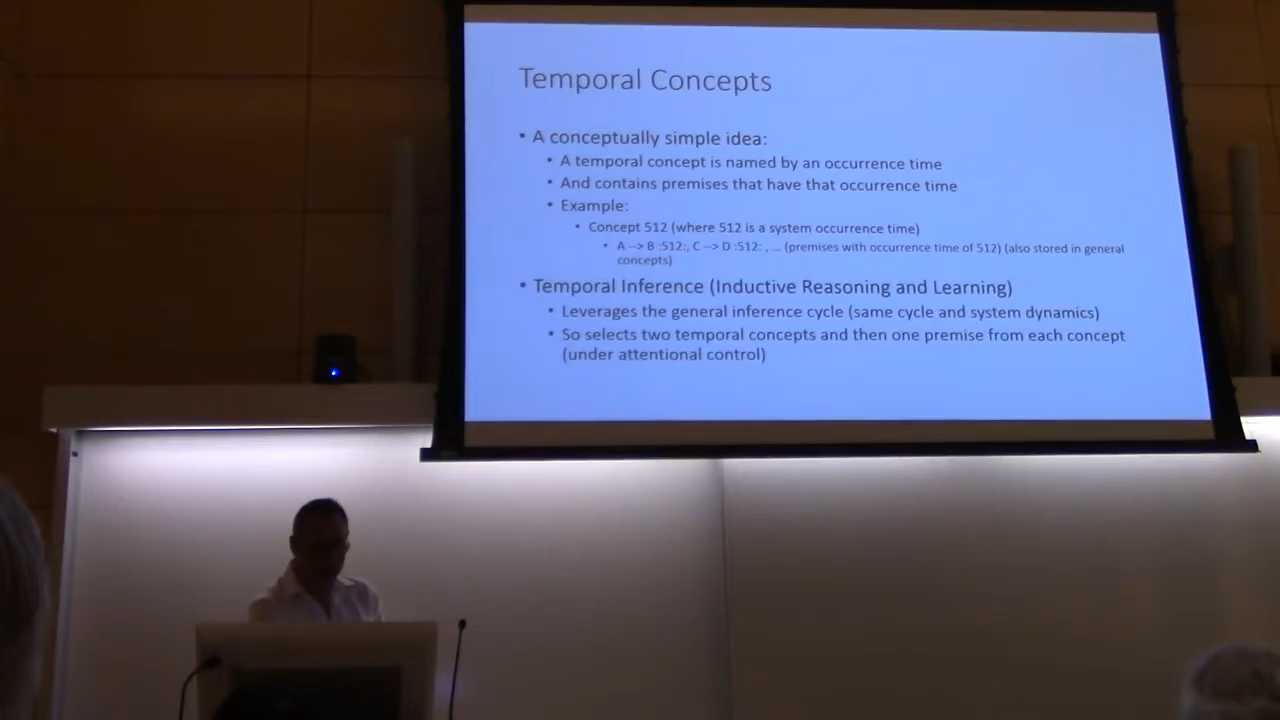 Temporal Concepts
• A conceptually simple idea:
• A temporal concept is named by an occurrence time
• And contains premises that have that occurrence time
• Example:
• Concept 512 (where 512 is a system occurrence time)
• A --> B :512:, C --> D :512: , ... (premises with occurrence time of 512) (also stored in general
concepts)
• Temporal Inference (Inductive Reasoning and Learning)
• Leverages the general inference cycle (same cycle and system dynamics)
• So selects two temporal concepts and then one premise from each concept
(under attentional control)